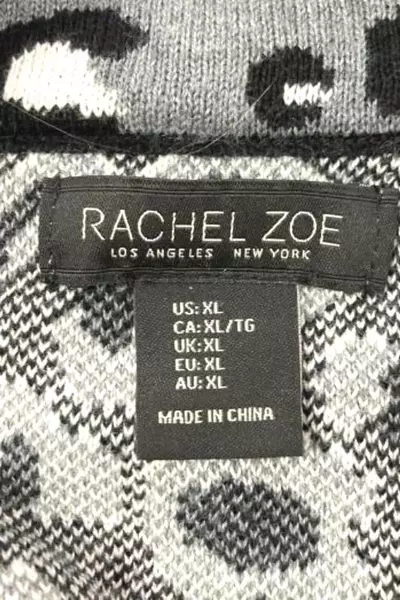 RACHEL ZOE
LOS ANGELES NEW YORK
US: XL
CA: XL/TG
UK: XL
EU: XL
AU: XL
MADE IN CHINA